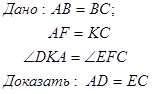 Дано : AB = BC;
AF = KC
∠DKA = ∠EFC
Доказать : AD = EC